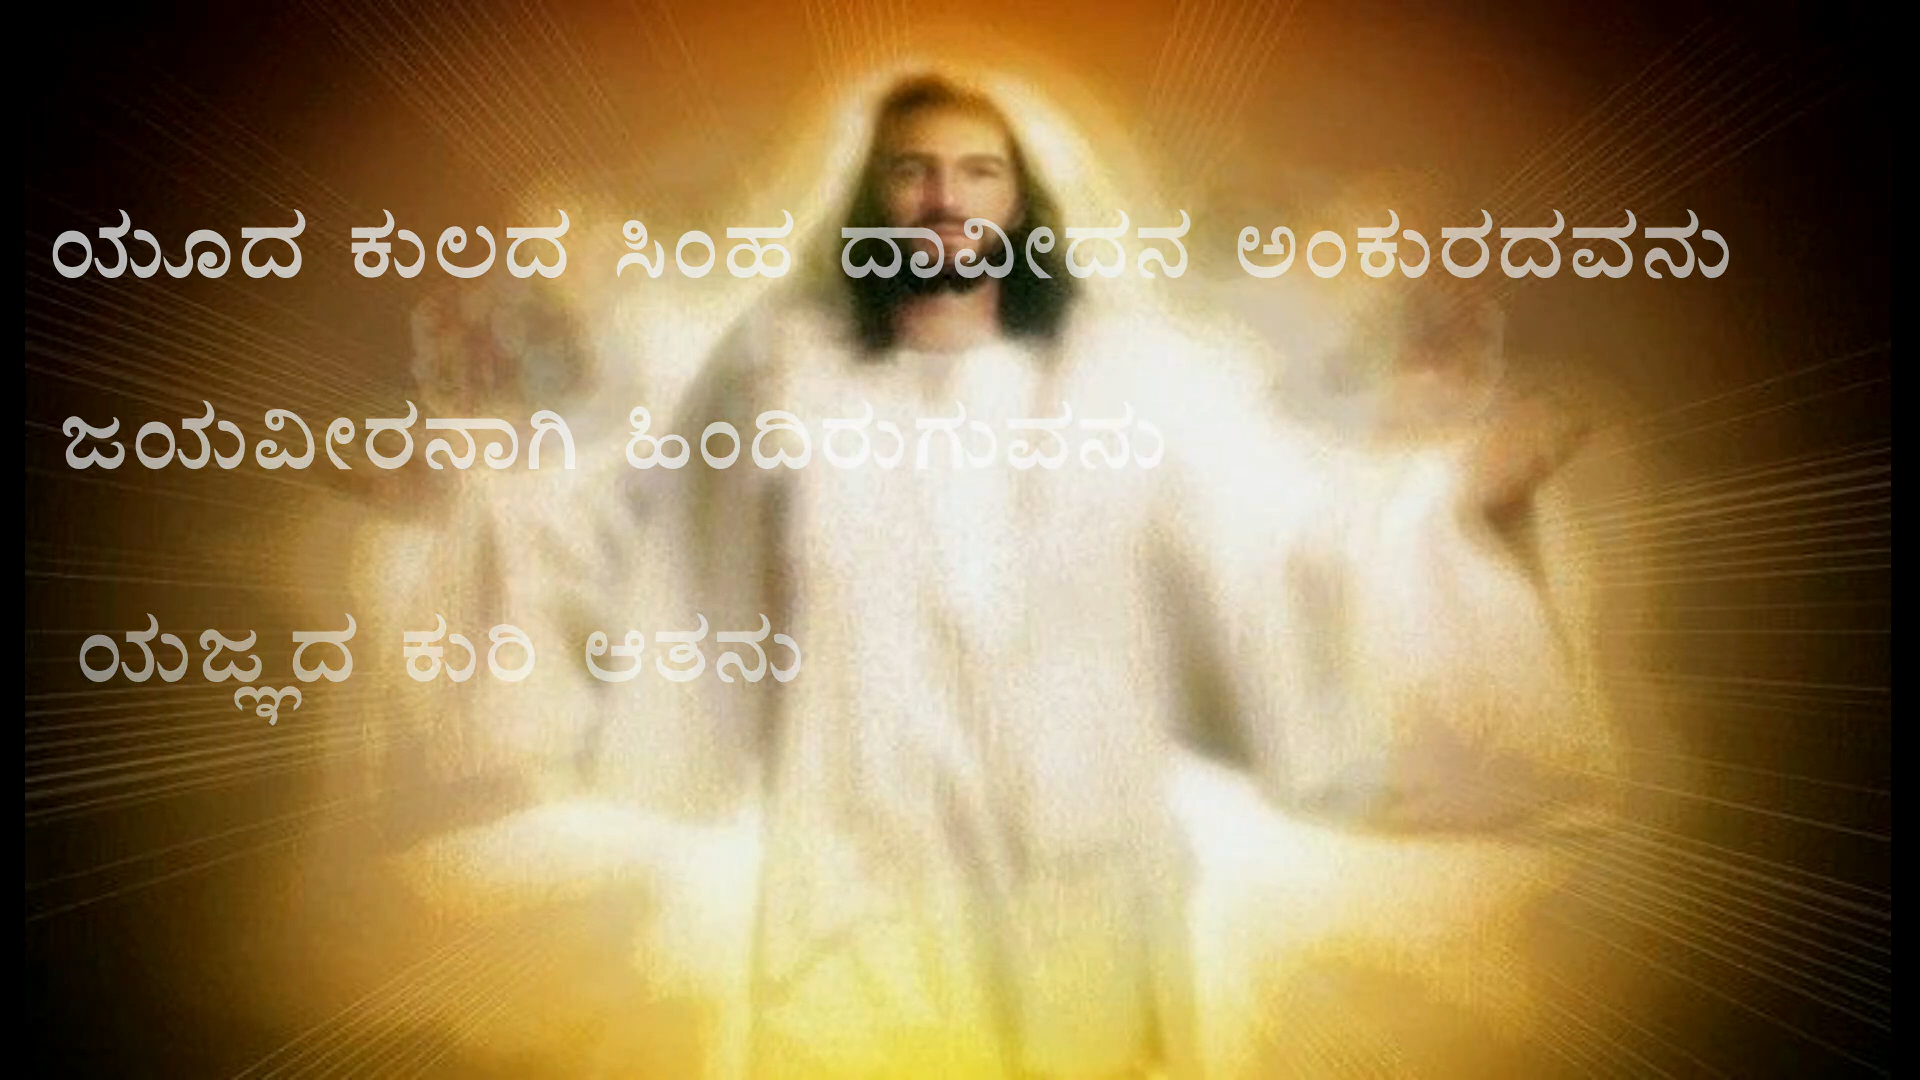 ಯೂದ ಕುಲದ ಸಿಂಹ ದಾವೀದನ ಅಂಕುರದವನು
ಜಯವೀರನಾಗಿ ಹಿಂದಿರುಗುವನು
ಯಜ್ಞದ ಕುರಿ ಆತನು